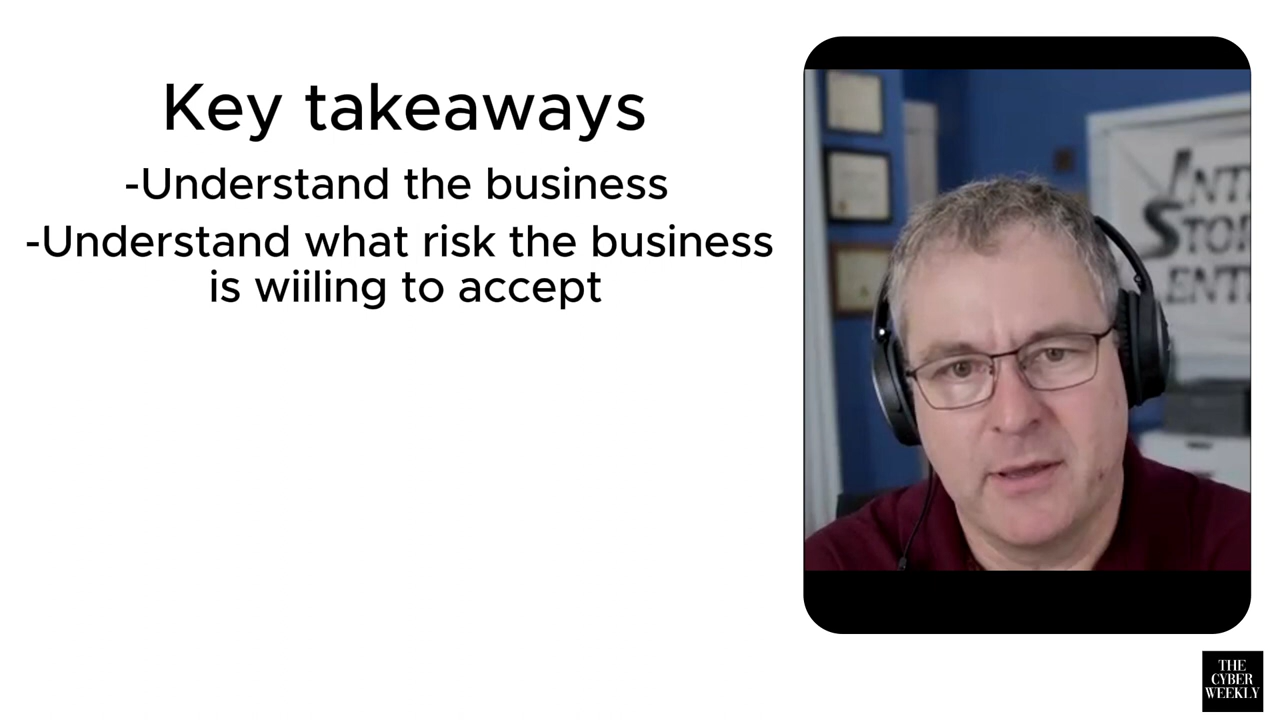 Key takeaways
-Understand the business
-Understand what risk the business
is wiiling to accept
THE
CYBER
WEEKLY